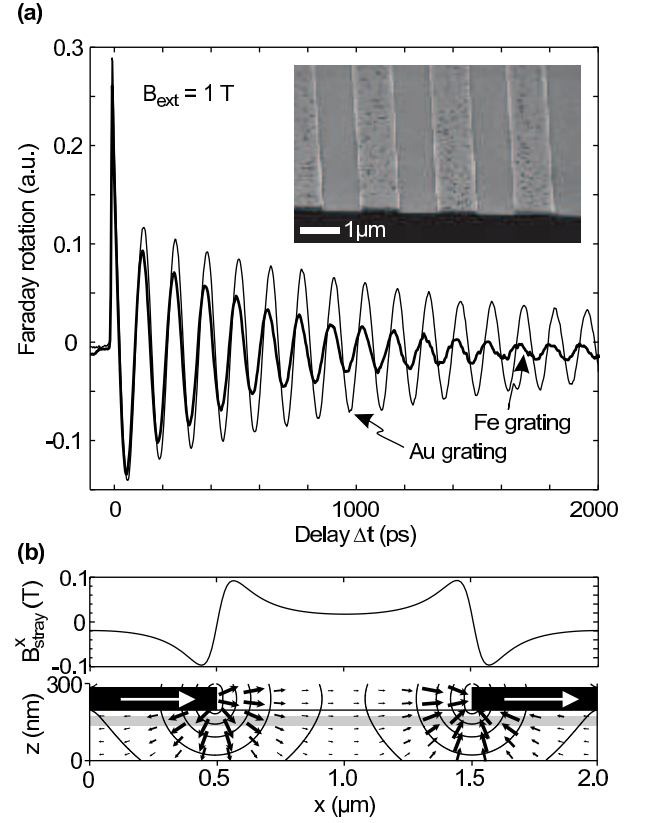 (a)
0.3
0.2
0.1
0
-0.1
Faraday rotation (a.u.)
B_ext = 1 T
1µm
Fe grating
Au grating
0
1000
2000
Delay Δt (ps)
(b)
0.1
0
-0.1
B^x_stray (T)
300
0
z (nm)
0
0.5
1.0
1.5
2.0
x (µm)